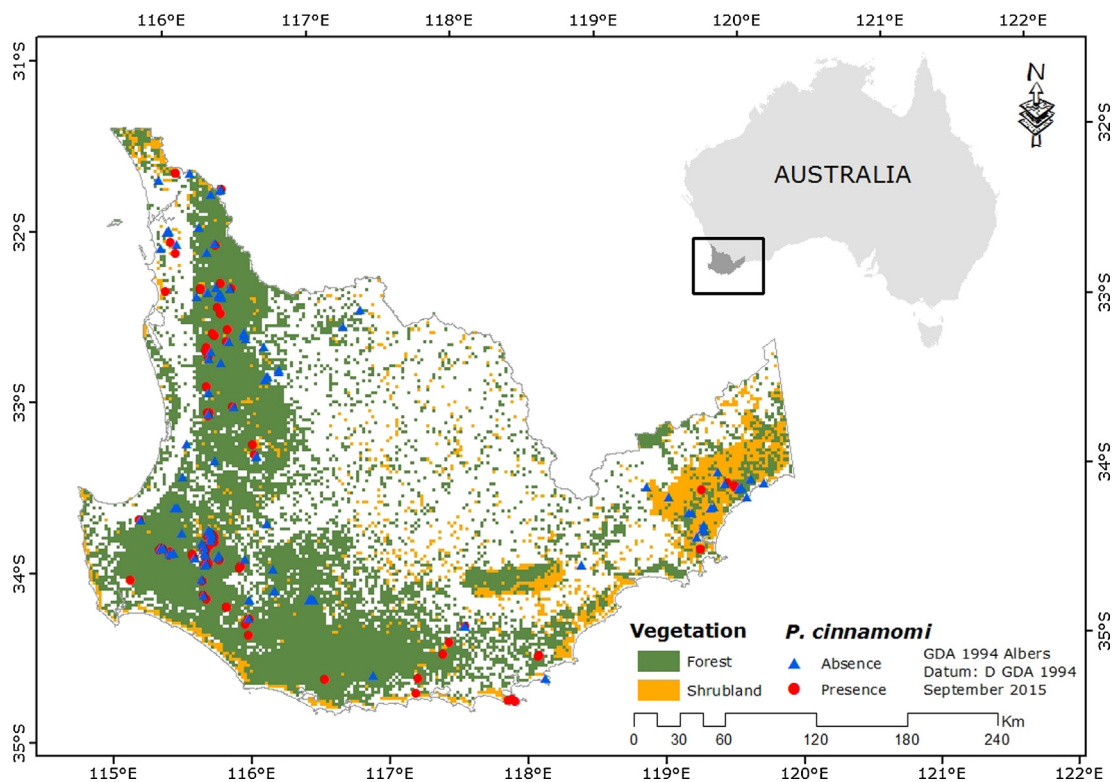 116°E 117°E 118°E 119°E 120°E 121°E 122°E
31°S
32°S
33°S
34°S
35°S
32°S
33°S
34°S
35°S
N
AUSTRALIA
Vegetation
Forest
Shrubland
P. cinnamomi
Absence
Presence
GDA 1994 Albers
Datum: D GDA 1994
September 2015
Km
0 30 60 120 180 240
115°E 116°E 117°E 118°E 119°E 120°E 121°E 122°E